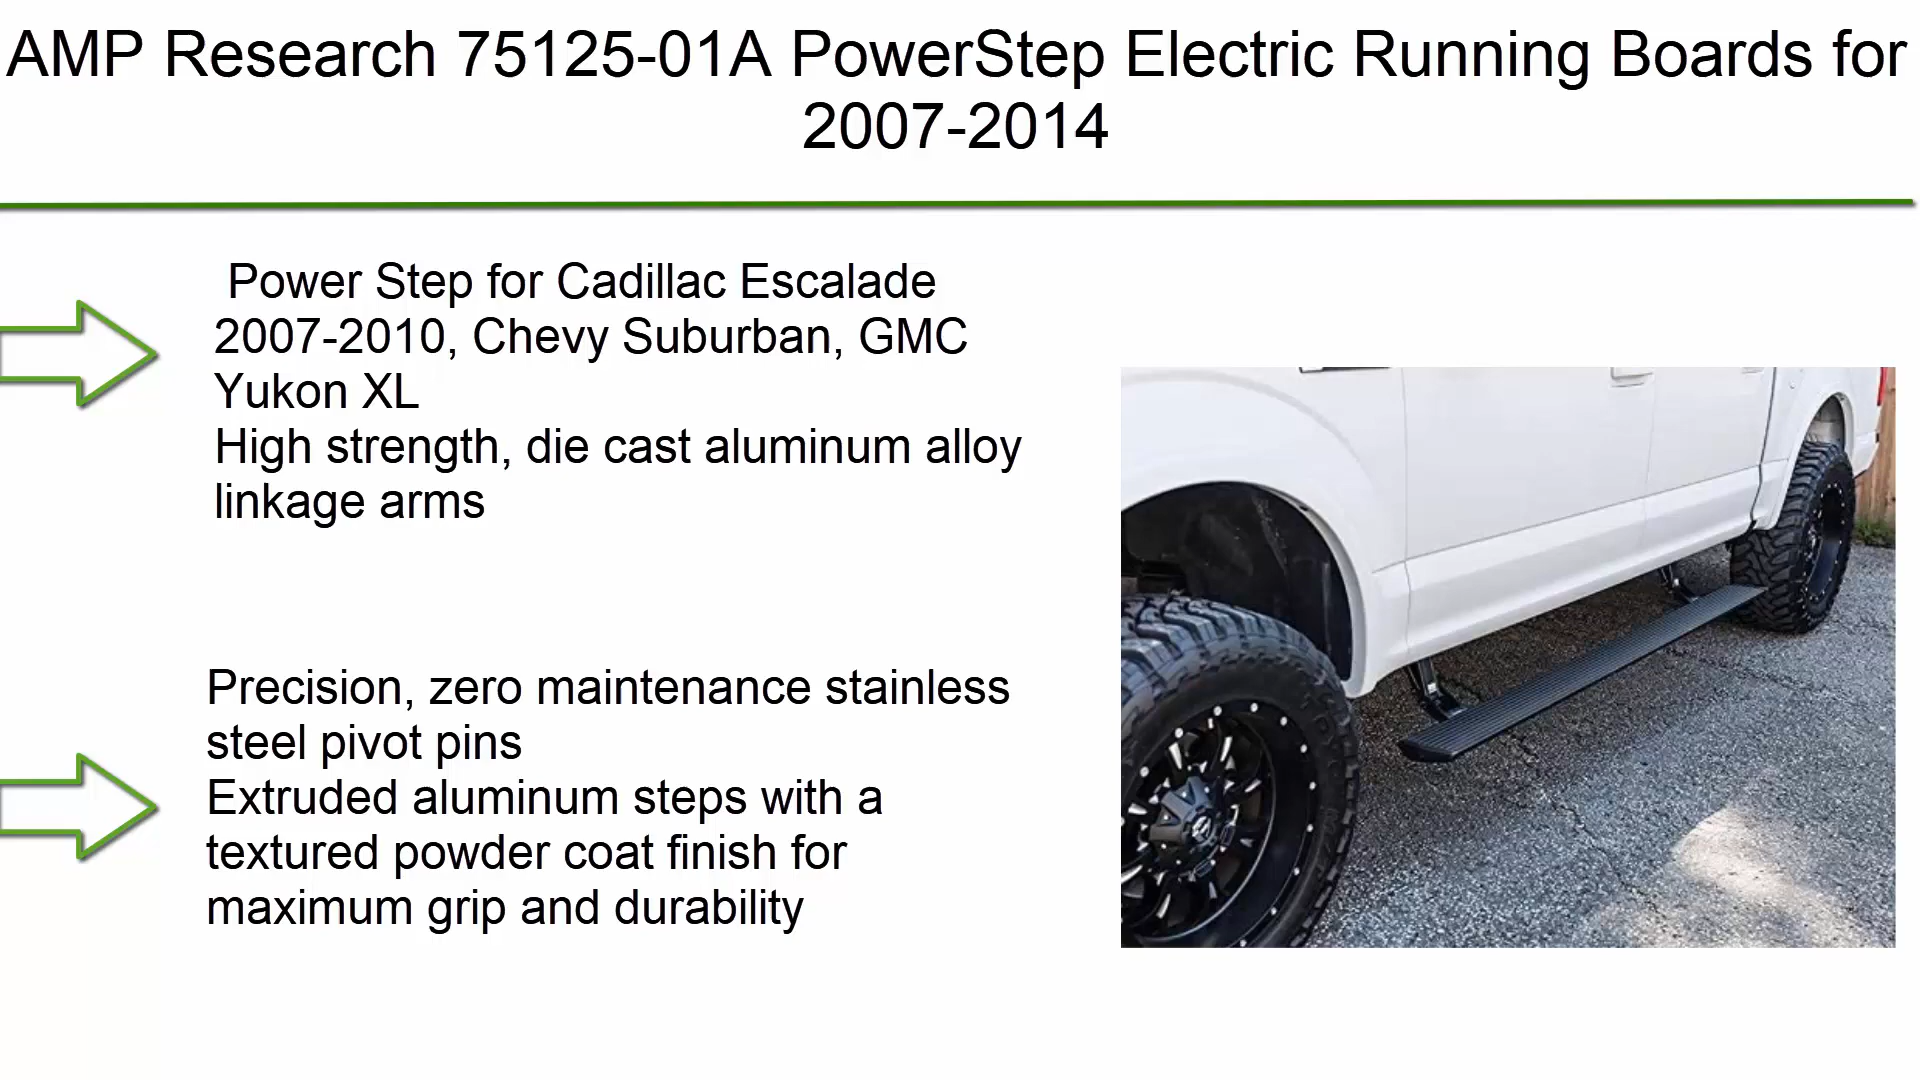 AMP Research 75125-01A PowerStep Electric Running Boards for
2007-2014
Power Step for Cadillac Escalade
2007-2010, Chevy Suburban, GMC
Yukon XL
High strength, die cast aluminum alloy
linkage arms
Precision, zero maintenance stainless
steel pivot pins
Extruded aluminum steps with a
textured powder coat finish for
maximum grip and durability